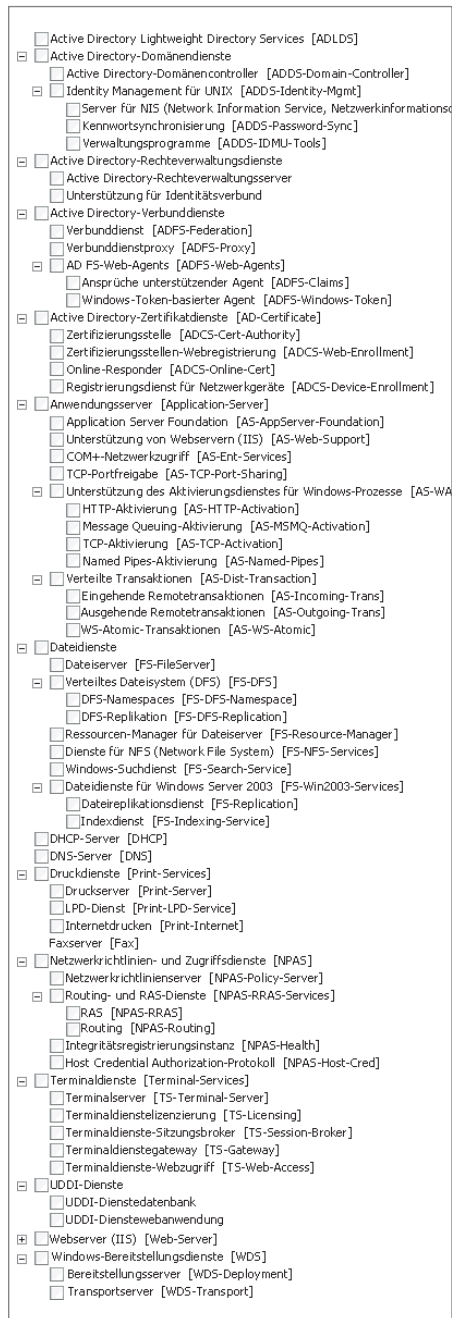 Active Directory Lightweight Directory Services [ADLDS]
Active Directory-Domänendienste
Active Directory-Domänencontroller [ADDS-Domain-Controller]
Identity Management für UNIX [ADDS-Identity-Mgmt]
Server für NIS (Network Information Service, Netzwerkinformationsd
Kennwortsynchronisierung [ADDS-Password-Sync]
Verwaltungsprogramme [ADDS-IDMU-Tools]
Active Directory-Rechteverwaltungsdienste
Active Directory-Rechteverwaltungsserver
Unterstützung für Identitätsverbund
Active Directory-Verbunddienste
Verbunddienst [ADFS-Federation]
Verbunddienstproxy [ADFS-Proxy]
AD FS-Web-Agents [ADFS-Web-Agents]
Ansprüche unterstützender Agent [ADFS-Claims]
Windows-Token-basierter Agent [ADFS-Windows-Token]
Active Directory-Zertifikatdienste [AD-Certificate]
Zertifizierungsstelle [ADCS-Cert-Authority]
Zertifizierungsstellen-Webregistrierung [ADCS-Web-Enrollment]
Online-Responder [ADCS-Online-Cert]
Registrierungsdienst für Netzwerkgeräte [ADCS-Device-Enrollment]
Anwendungsserver [Application-Server]
Application Server Foundation [AS-AppServer-Foundation]
Unterstützung von Webservern (IIS) [AS-Web-Support]
COM+-Netzwerkzugriff [AS-Ent-Services]
TCP-Portfreigabe [AS-TCP-Port-Sharing]
Unterstützung des Aktivierungsdienstes für Windows-Prozesse [AS-WA
HTTP-Aktivierung [AS-HTTP-Activation]
Message Queuing-Aktivierung [AS-MSMQ-Activation]
TCP-Aktivierung [AS-TCP-Activation]
Named Pipes-Aktivierung [AS-Named-Pipes]
Verteilte Transaktionen [AS-Dist-Transaction]
Eingehende Remotetransaktionen [AS-Incoming-Trans]
Ausgehende Remotetransaktionen [AS-Outgoing-Trans]
WS-Atomic-Transaktionen [AS-WS-Atomic]
Dateidienste
Dateiserver [FS-FileServer]
Verteiltes Dateisystem (DFS) [FS-DFS]
DFS-Namespaces [FS-DFS-Namespace]
DFS-Replikation [FS-DFS-Replication]
Ressourcen-Manager für Dateiserver [FS-Resource-Manager]
Dienste für NFS (Network File System) [FS-NFS-Services]
Windows-Suchdienst [FS-Search-Service]
Dateidienste für Windows Server 2003 [FS-Win2003-Services]
Dateireplikationsdienst [FS-Replication]
Indexdienst [FS-Indexing-Service]
DHCP-Server [DHCP]
DNS-Server [DNS]
Druckdienste [Print-Services]
Druckserver [Print-Server]
LPD-Dienst [Print-LPD-Service]
Internetdrucken [Print-Internet]
Faxserver [Fax]
Netzwerkrichtlinien- und Zugriffsdienste [NPAS]
Netzwerkrichtlinienserver [NPAS-Policy-Server]
Routing- und RAS-Dienste [NPAS-RRAS-Services]
RAS [NPAS-RRAS]
Routing [NPAS-Routing]
Integritätsregistrierungsinstanz [NPAS-Health]
Host Credential Authorization-Protokoll [NPAS-Host-Cred]
Terminaldienste [Terminal-Services]
Terminalserver [TS-Terminal-Server]
Terminaldienstelizenzierung [TS-Licensing]
Terminaldienste-Sitzungsbroker [TS-Session-Broker]
Terminaldienstegateway [TS-Gateway]
Terminaldienste-Webzugriff [TS-Web-Access]
UDDI-Dienste
UDDI-Dienstedatenbank
UDDI-Dienstewebanwendung
Webserver (IIS) [Web-Server]
Windows-Bereitstellungsdienste [WDS]
Bereitstellungsserver [WDS-Deployment]
Transportserver [WDS-Transport]